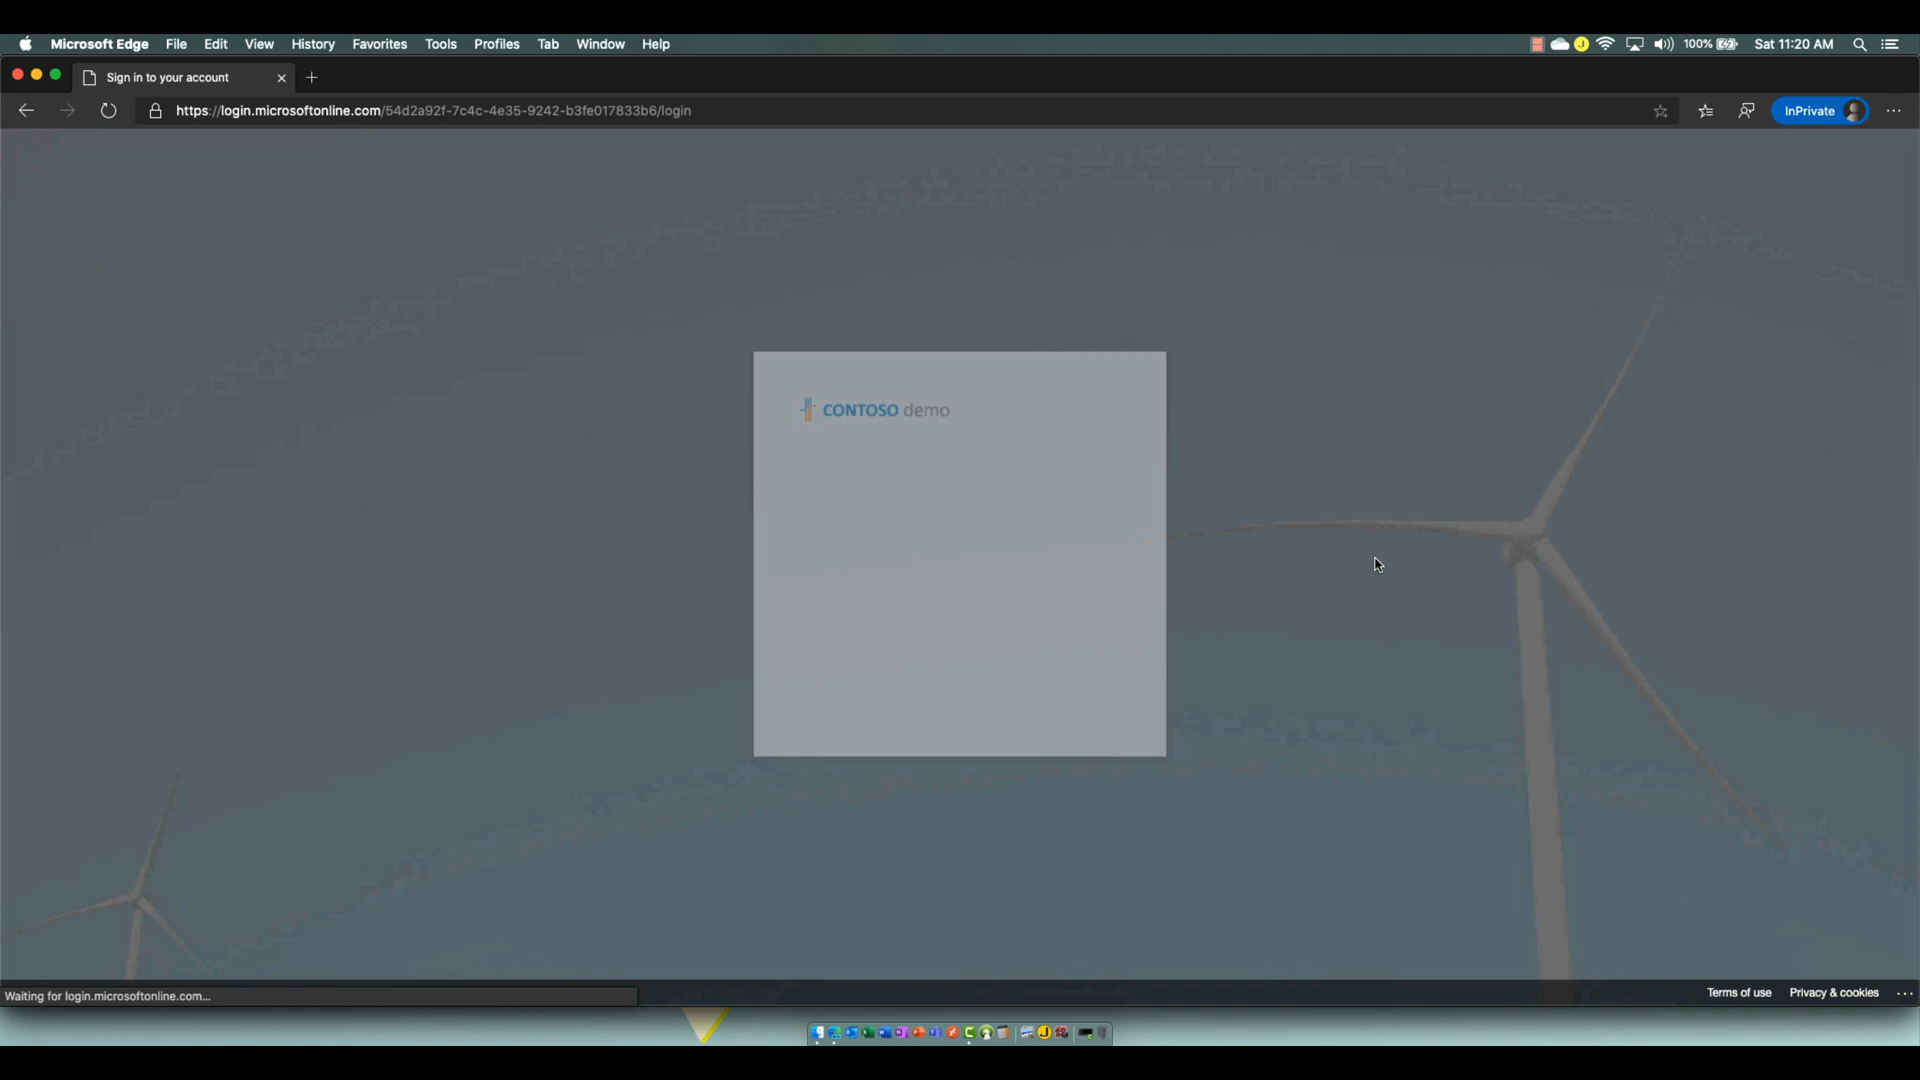 Microsoft Edge File Edit View History Favorites Tools Profiles Tab Window Help 100% Sat 11:20 AM
Sign in to your account
https://login.microsoftonline.com/54d2a92f-7c4c-4e35-9242-b3fe017833b6/login InPrivate
CONTOSO demo
Waiting for login.microsoftonline.com...
Terms of use Privacy & cookies ...